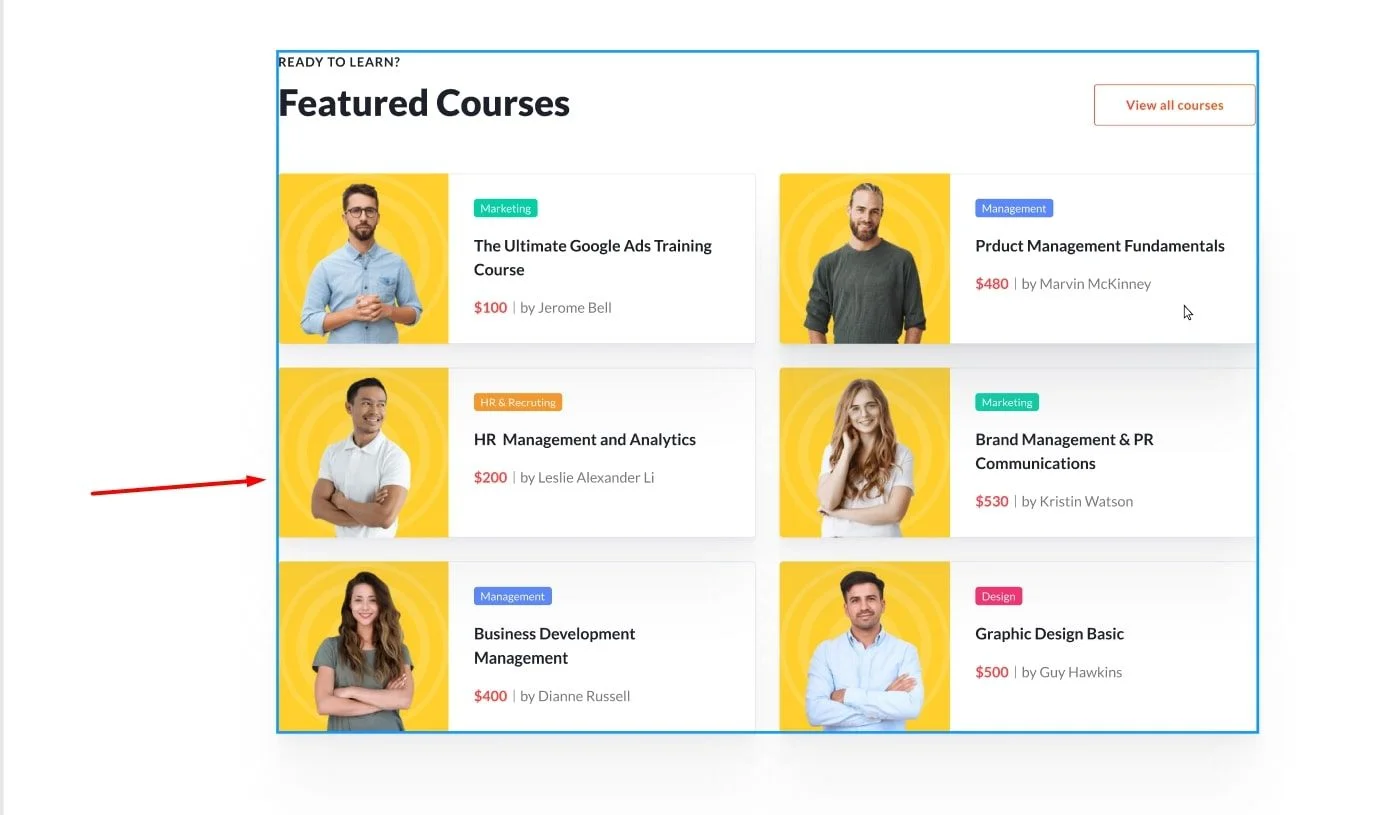 READY TO LEARN?
Featured Courses
View all courses
Marketing
The Ultimate Google Ads Training
Course
$100 | by Jerome Bell
Management
Prduct Management Fundamentals
$480 | by Marvin McKinney
HR & Recruting
HR Management and Analytics
$200 | by Leslie Alexander Li
Marketing
Brand Management & PR
Communications
$530 | by Kristin Watson
Management
Business Development
Management
$400 | by Dianne Russell
Design
Graphic Design Basic
$500 | by Guy Hawkins